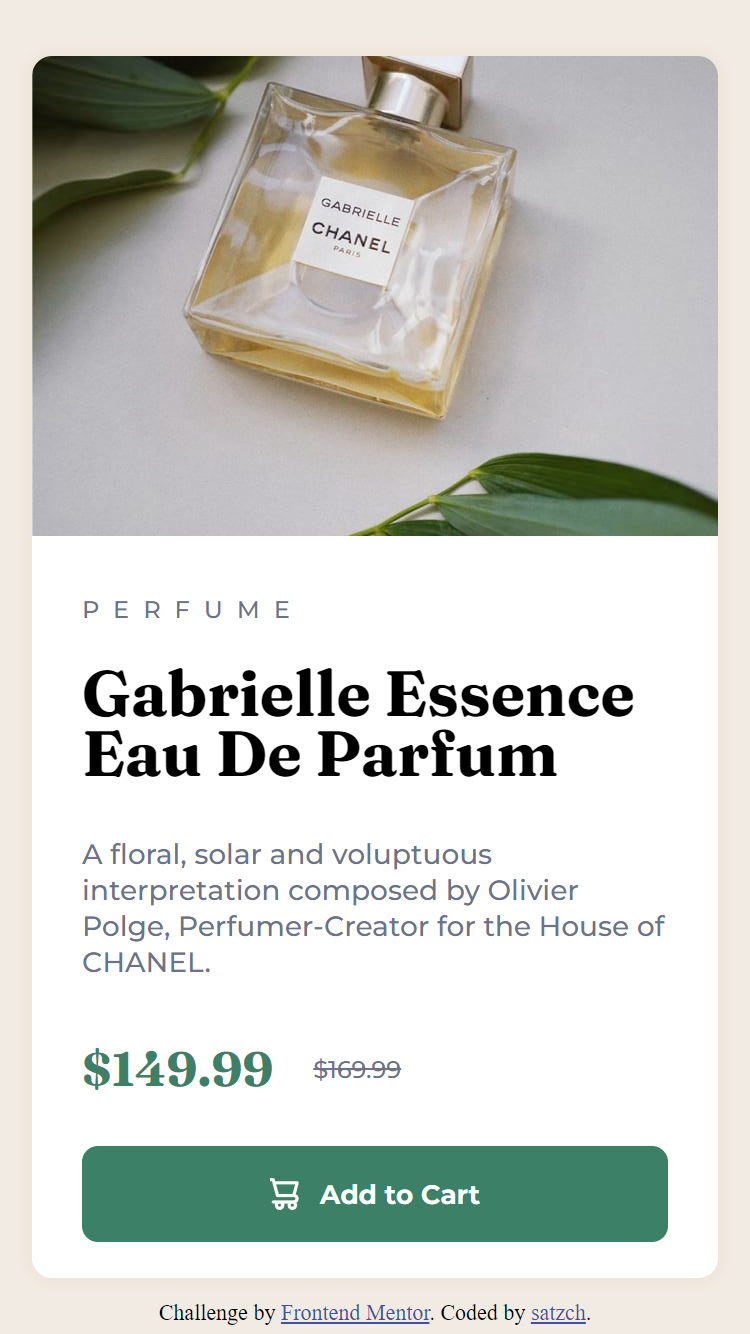 GABRIELLE
CHANEL
PARIS
PERFUME
Gabrielle Essence
Eau De Parfum
A floral, solar and voluptuous
interpretation composed by Olivier
Polge, Perfumer-Creator for the House of
CHANEL.
$149.99 $169.99
Add to Cart
Challenge by Frontend Mentor. Coded by satzch.